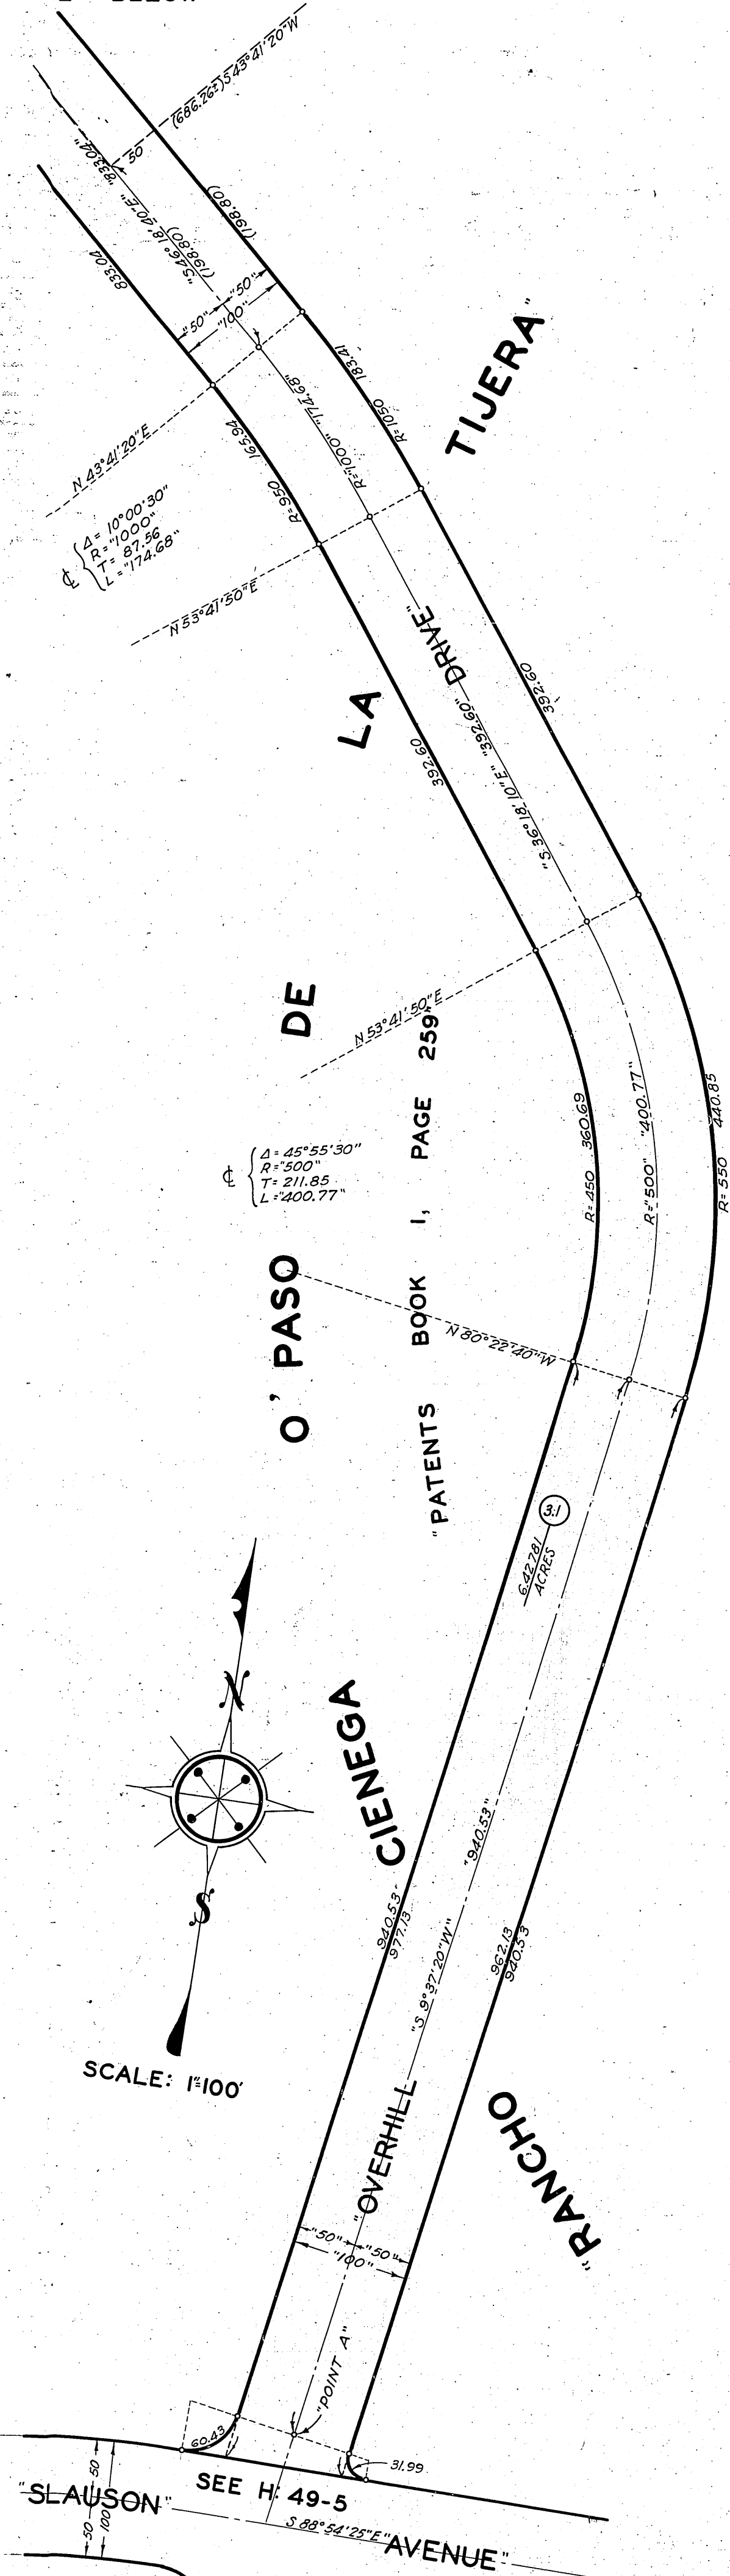 (686.26±) S 43°41'20"W
50
"833.04"
"S 46° 18' 40"E"
(198.80)
(198.80)
833.04
"50"
"50"
"100"
183.41
R=1050
"174.68"
R="1000"
165.94
R=950
N 43°41'20"E
℄
Δ = 10°00'30"
R = "1000"
T = 87.56
L = "174.68"
N 53°41'50"E
TIJERA"
DRIVE"
LA
392.60
392.60
"392.60"
"S 36° 18' 10"E"
DE
N 53°41'50"E
"PATENTS BOOK 1, PAGE 259"
℄
Δ = 45°55'30"
R = "500"
T = 211.85
L = "400.77"
R=450 360.69
R="500" "400.77"
R=550 440.85
O' PASO
N 80°22'40"W
3:1
6.42781
ACRES
CIENEGA
N
S
SCALE: 1"=100'
"940.53"
940.53
977.13
962.13
940.53
"S 9°37'20"W"
"OVERHILL
"RANCHO
"50"
"50"
"100"
"POINT A"
60.43
31.99
SEE H: 49-5
50
50
100
"SLAUSON"
S 88°54'25"E
"AVENUE"